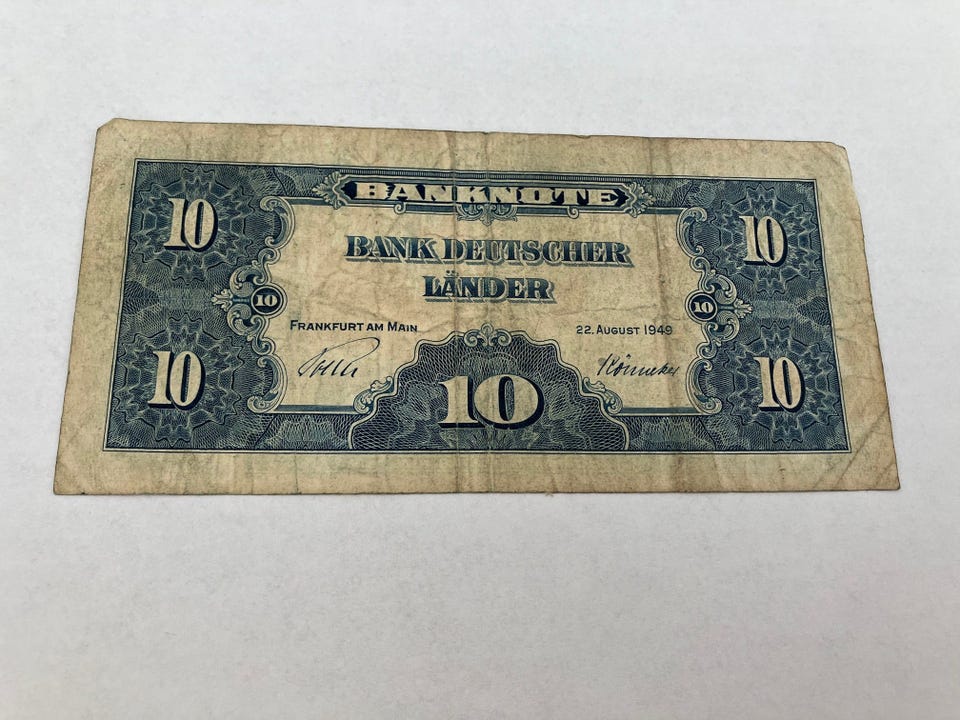 BANKNOTE
BANK DEUTSCHER
LÄNDER
10 10
10 10
FRANKFURT AM MAIN 22. AUGUST 1949
10 10 10